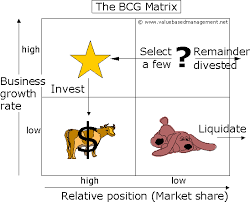 The BCG Matrix
© www.valuebasedmanagement.net
high
Select a few
?
Remainder divested
Business growth rate
Invest
low
$
Liquidate
high
low
Relative position (Market share)